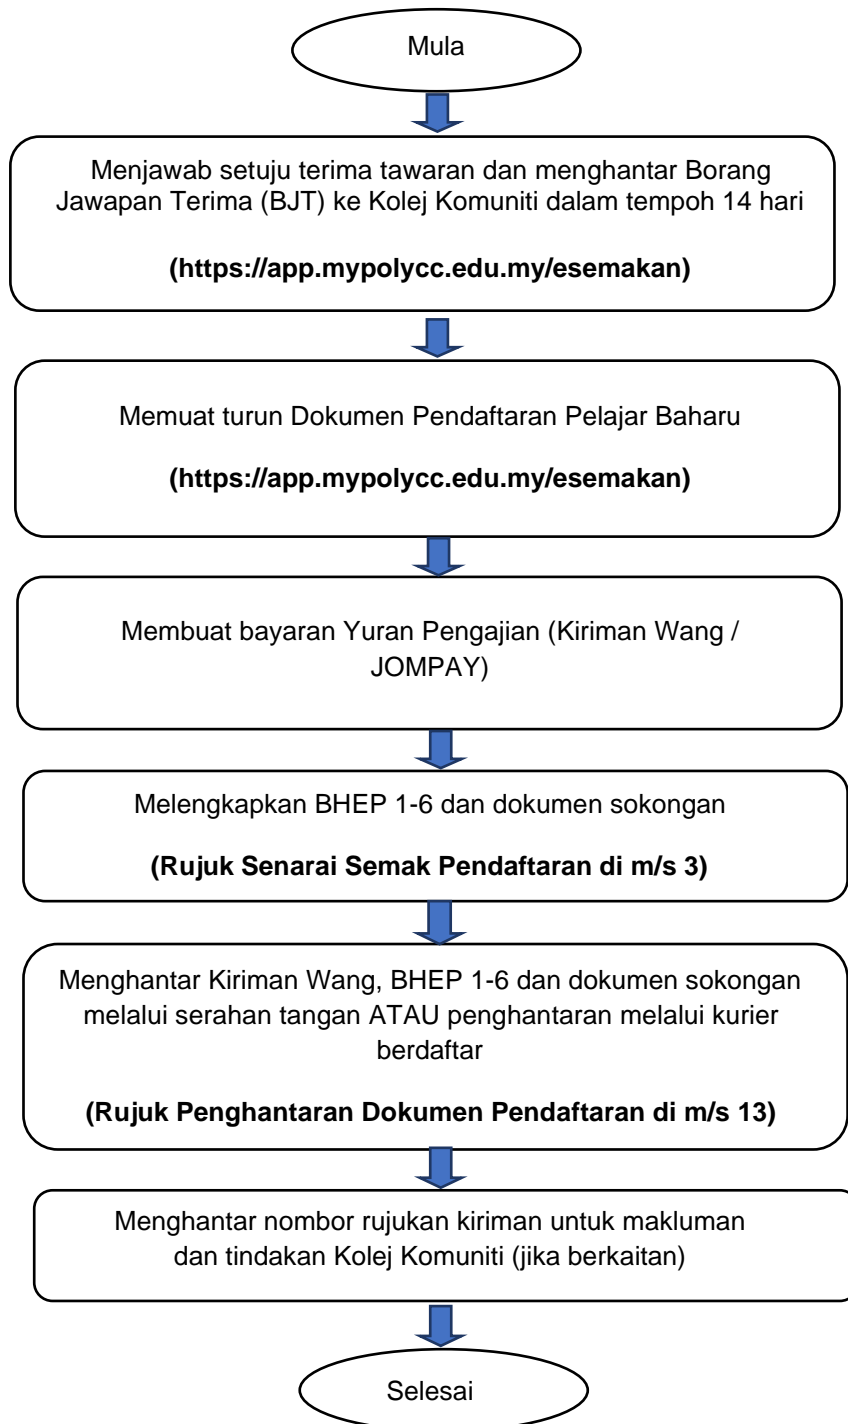 Mula
Menjawab setuju terima tawaran dan menghantar Borang
Jawapan Terima (BJT) ke Kolej Komuniti dalam tempoh 14 hari
(https://app.mypolycc.edu.my/esemakan)
Memuat turun Dokumen Pendaftaran Pelajar Baharu
(https://app.mypolycc.edu.my/esemakan)
Membuat bayaran Yuran Pengajian (Kiriman Wang /
JOMPAY)
Melengkapkan BHEP 1-6 dan dokumen sokongan
(Rujuk Senarai Semak Pendaftaran di m/s 3)
Menghantar Kiriman Wang, BHEP 1-6 dan dokumen sokongan
melalui serahan tangan ATAU penghantaran melalui kurier
berdaftar
(Rujuk Penghantaran Dokumen Pendaftaran di m/s 13)
Menghantar nombor rujukan kiriman untuk makluman
dan tindakan Kolej Komuniti (jika berkaitan)
Selesai